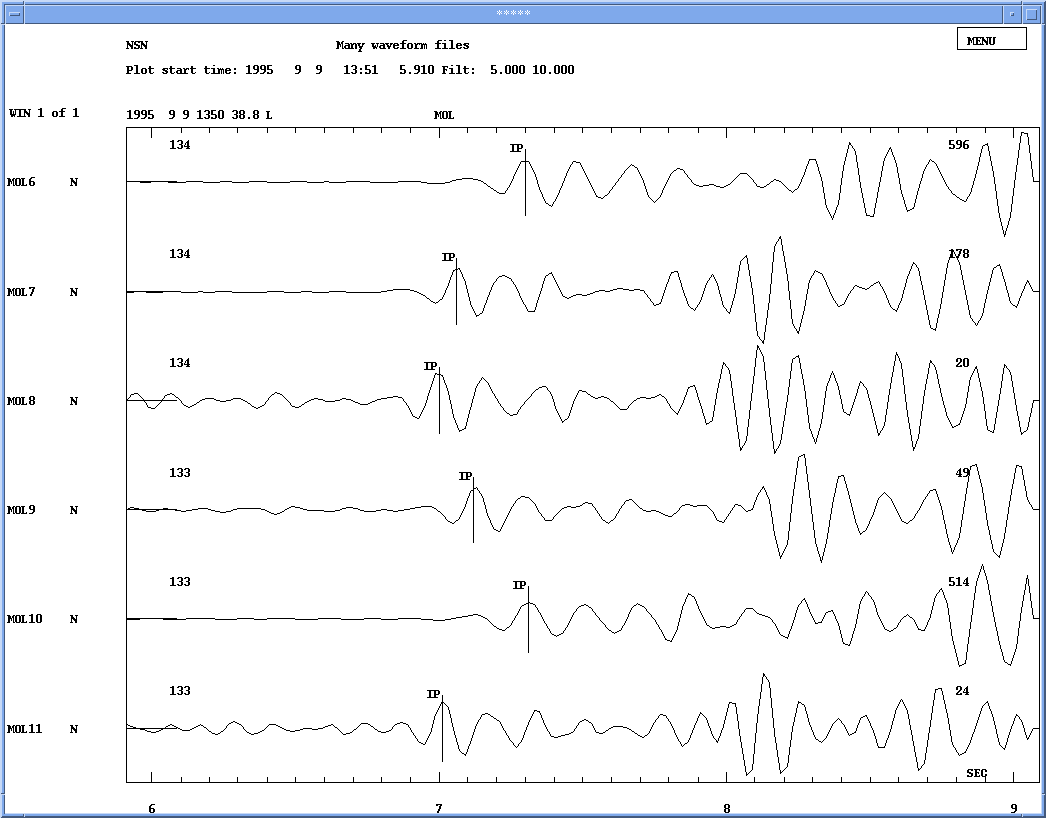 *****
MENU
NSN Many waveform files
Plot start time: 1995 9 9 13:51 5.910 Filt: 5.000 10.000
WIN 1 of 1
1995 9 9 1350 38.8 L MOL
134 596
IP
MOL6 N
134 178
IP
MOL7 N
134 20
IP
MOL8 N
133 49
IP
MOL9 N
133 514
IP
MOL10 N
133 24
IP
MOL11 N
SEC
6 7 8 9